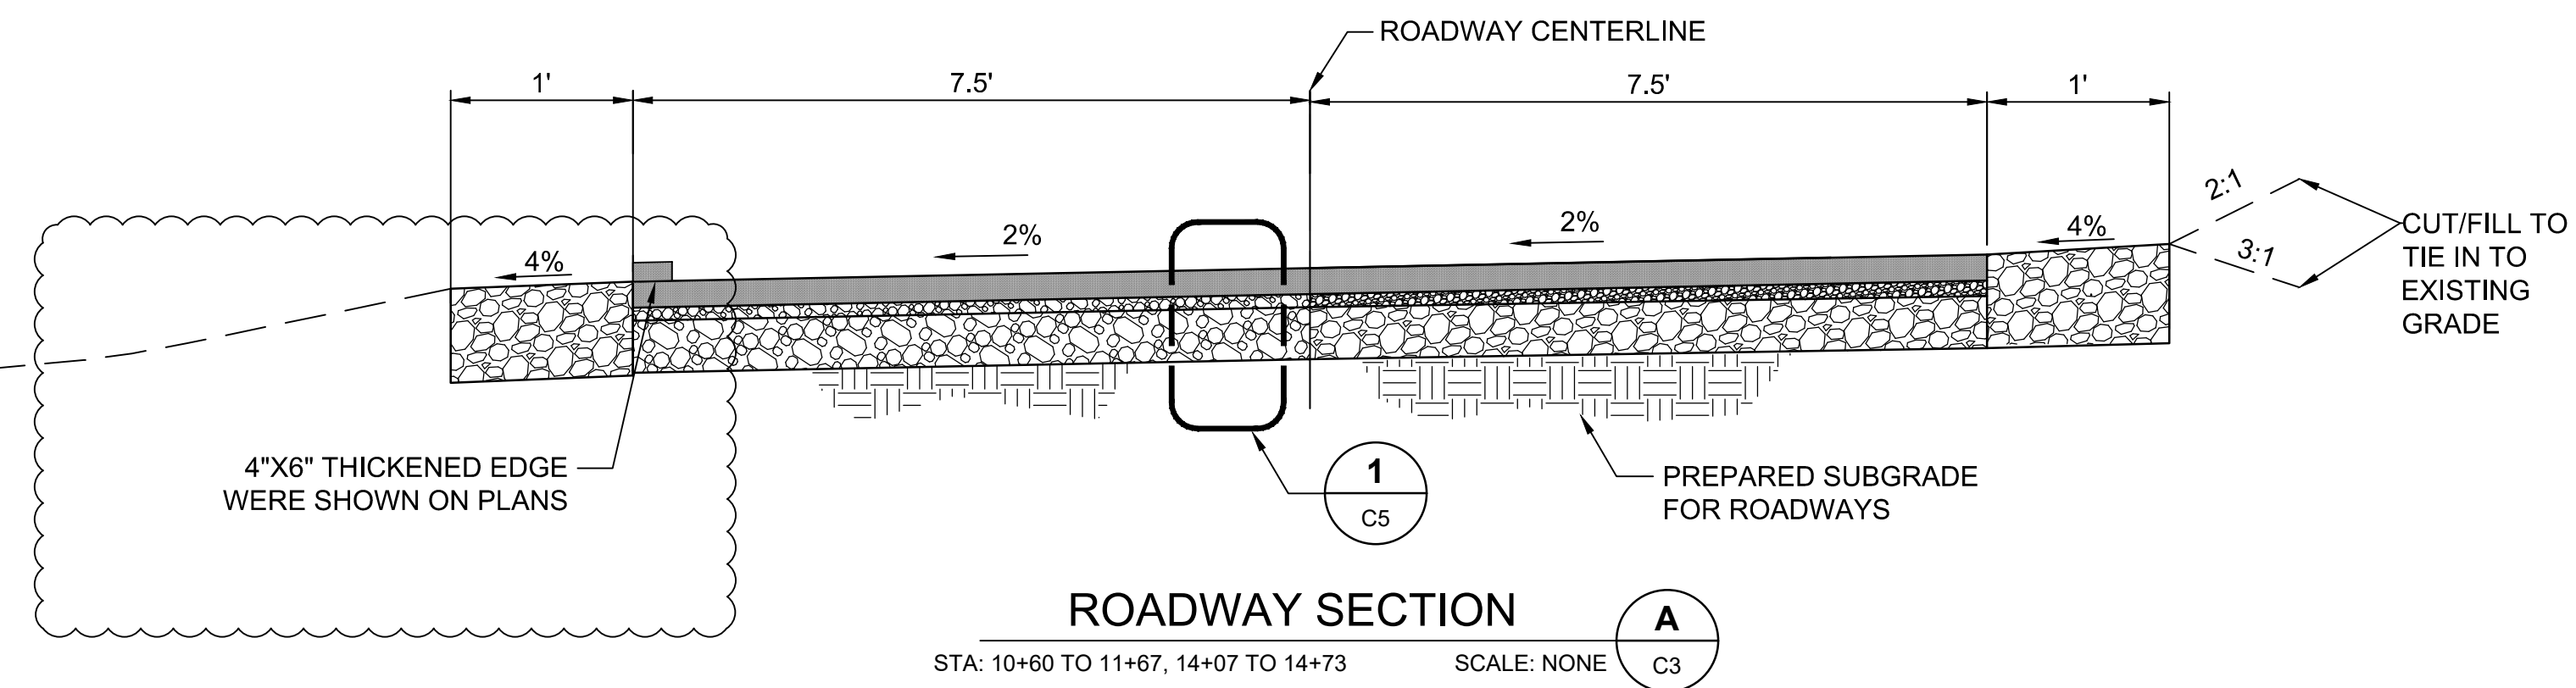 ROADWAY CENTERLINE
1'
7.5'
7.5'
1'
4%
2%
2%
4%
2:1
3:1
CUT/FILL TO
TIE IN TO
EXISTING
GRADE
4"X6" THICKENED EDGE
WERE SHOWN ON PLANS
1
C5
PREPARED SUBGRADE
FOR ROADWAYS
ROADWAY SECTION
A
C3
STA: 10+60 TO 11+67, 14+07 TO 14+73
SCALE: NONE